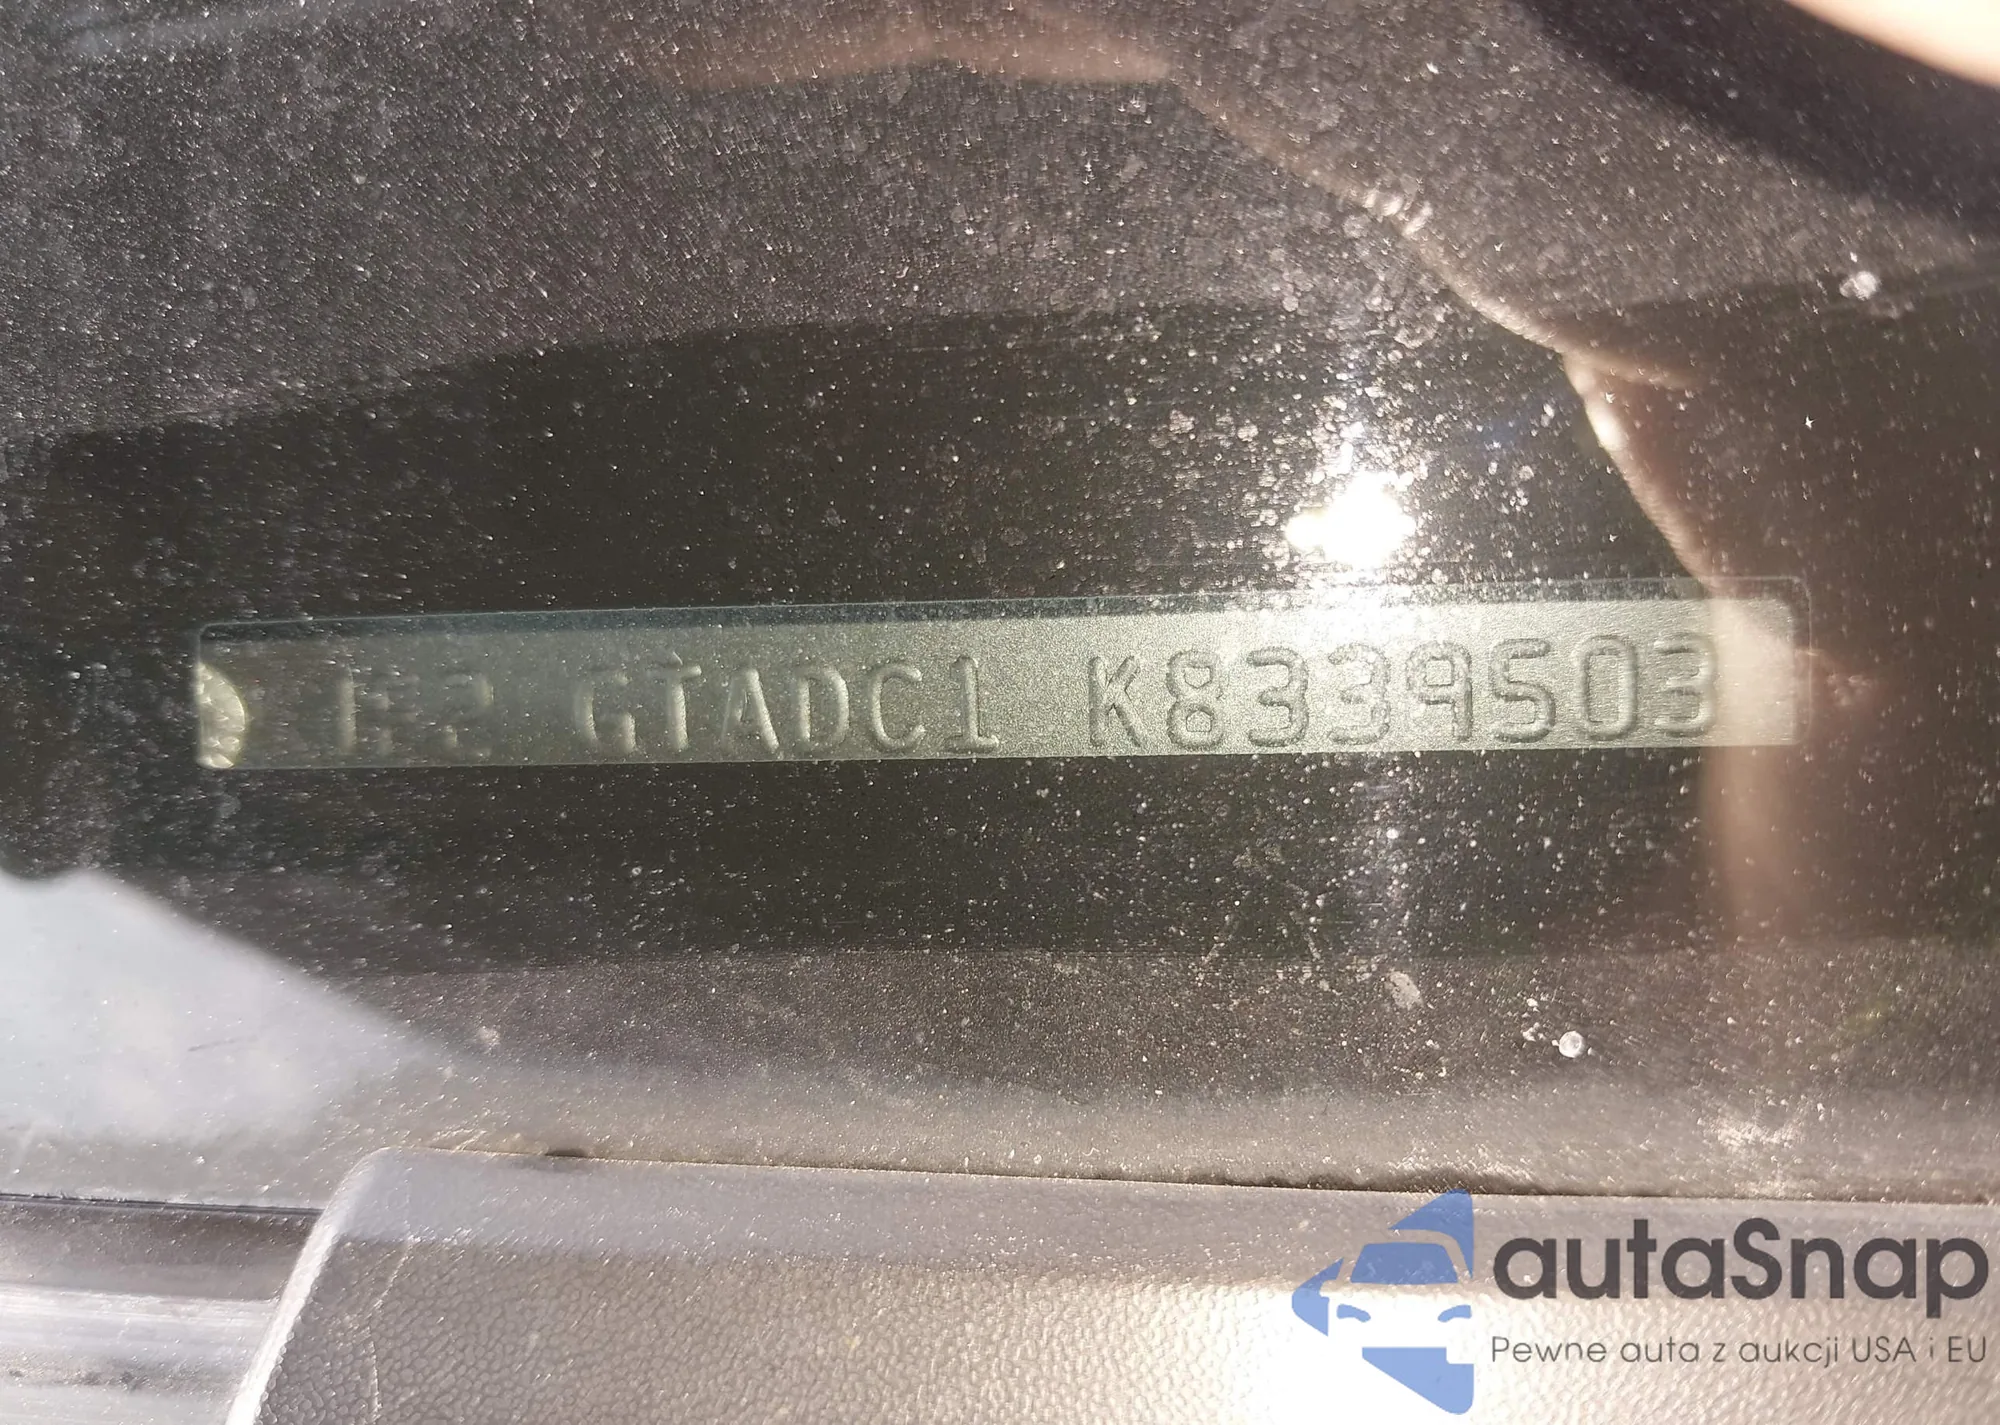 GTADC1 K8339503
autaSnap
Pewne auta z aukcji USA i EU